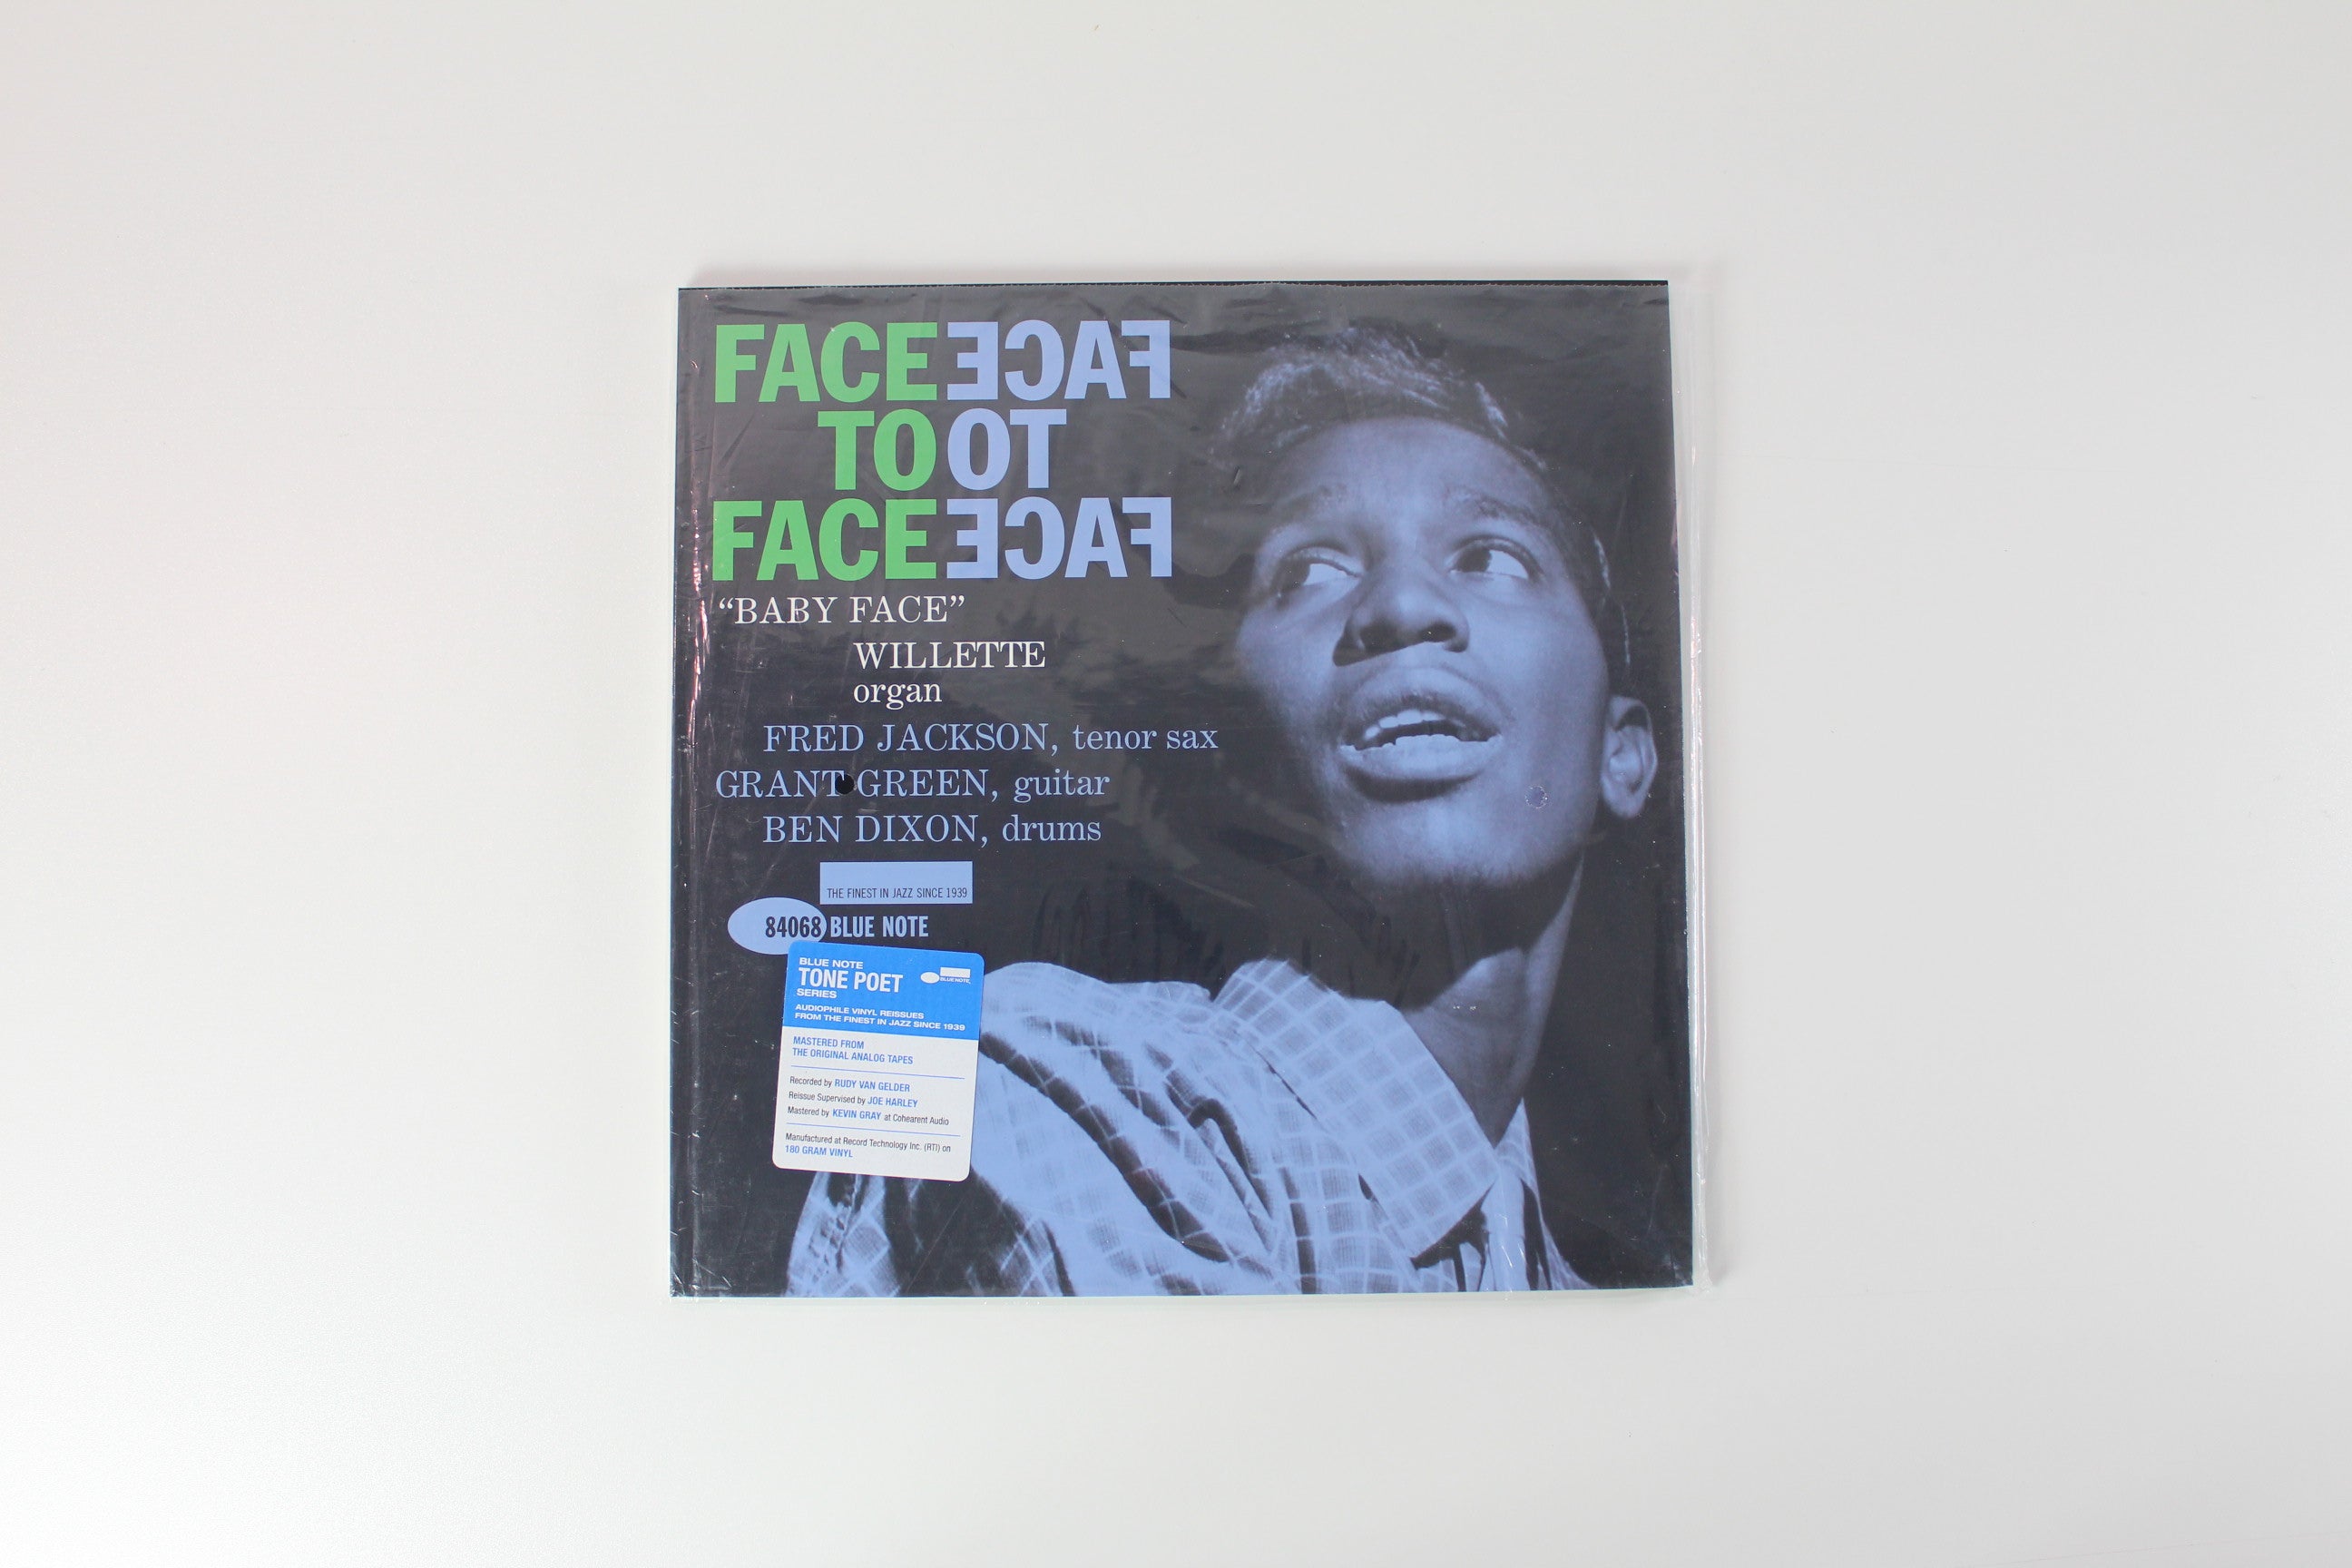 FACE FACE
TO TO
FACE FACE
“BABY FACE”
WILLETTE
organ
FRED JACKSON, tenor sax
GRANT GREEN, guitar
BEN DIXON, drums
THE FINEST IN JAZZ SINCE 1939
84068 BLUE NOTE
BLUE NOTE
TONE POET
SERIES
BLUE NOTE
AUDIOPHILE VINYL REISSUES
FROM THE FINEST IN JAZZ SINCE 1939
MASTERED FROM
THE ORIGINAL ANALOG TAPES
Recorded by RUDY VAN GELDER
Reissue Supervised by JOE HARLEY
Mastered by KEVIN GRAY at Cohearent Audio
Manufactured at Record Technology Inc. (RTI) on
180 GRAM VINYL